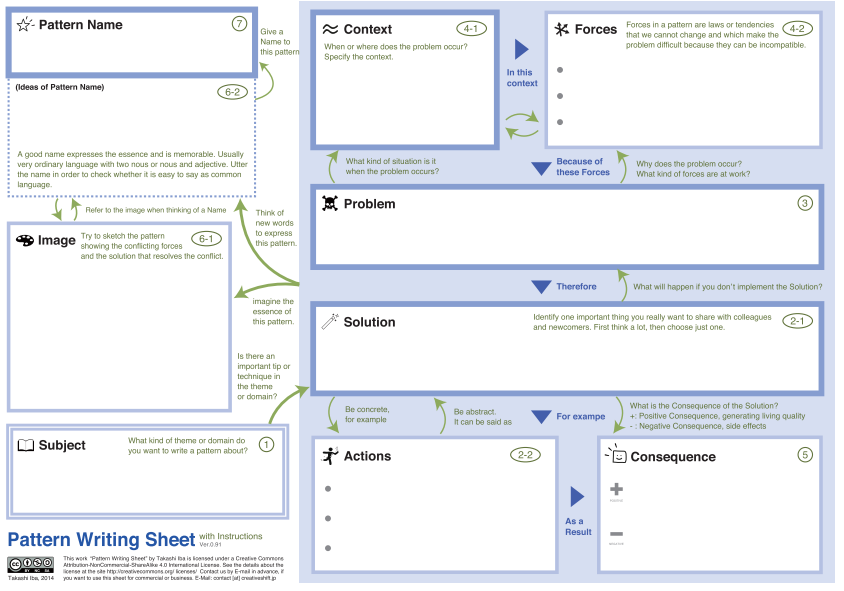 Pattern Name
7
Give a
Name to
this pattern
(Ideas of Pattern Name)
6-2
A good name expresses the essence and is memorable. Usually
very ordinary language with two nous or nous and adjective. Utter
the name in order to check whether it is easy to say as common
language.
Refer to the image when thinking of a Name
Image
Try to sketch the pattern
showing the conflicting forces
and the solution that resolves the conflict.
6-1
Think of
new words
to express
this pattern.
imagine the
essence of
this pattern.
Is there an
important tip or
technique in
the theme
or domain?
Subject
What kind of theme or domain do
you want to write a pattern about?
1
Pattern Writing Sheet
with Instructions
Ver.0.91
cc
BY NC SA
Takashi Iba, 2014
This work "Pattern Writing Sheet" by Takashi Iba is licensed under a Creative Commons
Attribution-NonCommercial-ShareAlike 4.0 International License. See the details about the
license at the site http://creativecommons.org/ licenses/ Contact us by E-mail in advance, if
you want to use this sheet for commercial or business. E-Mail: contact [at] creativeshift.jp
Context
4-1
When or where does the problem occur?
Specify the Context.
In this
context
Forces
Forces in a pattern are laws or tendencies
that we cannot change and which make the
problem difficult because they can be incompatible.
4-2
What kind of situation is it
when the problem occurs?
Because of
these Forces
Why does the problem occur?
What kind of forces are at work?
Problem
3
Therefore
What will happen if you don't implement the Solution?
Solution
Identify one important thing you really want to share with colleagues
and newcomers. First think a lot, then choose just one.
2-1
Be concrete,
for example
Be abstract.
It can be said as
For exampe
What is the Consequence of the Solution?
+: Positive Consequence, generating living quality
- : Negative Consequence, side effects
Actions
2-2
As a
Result
Consequence
5